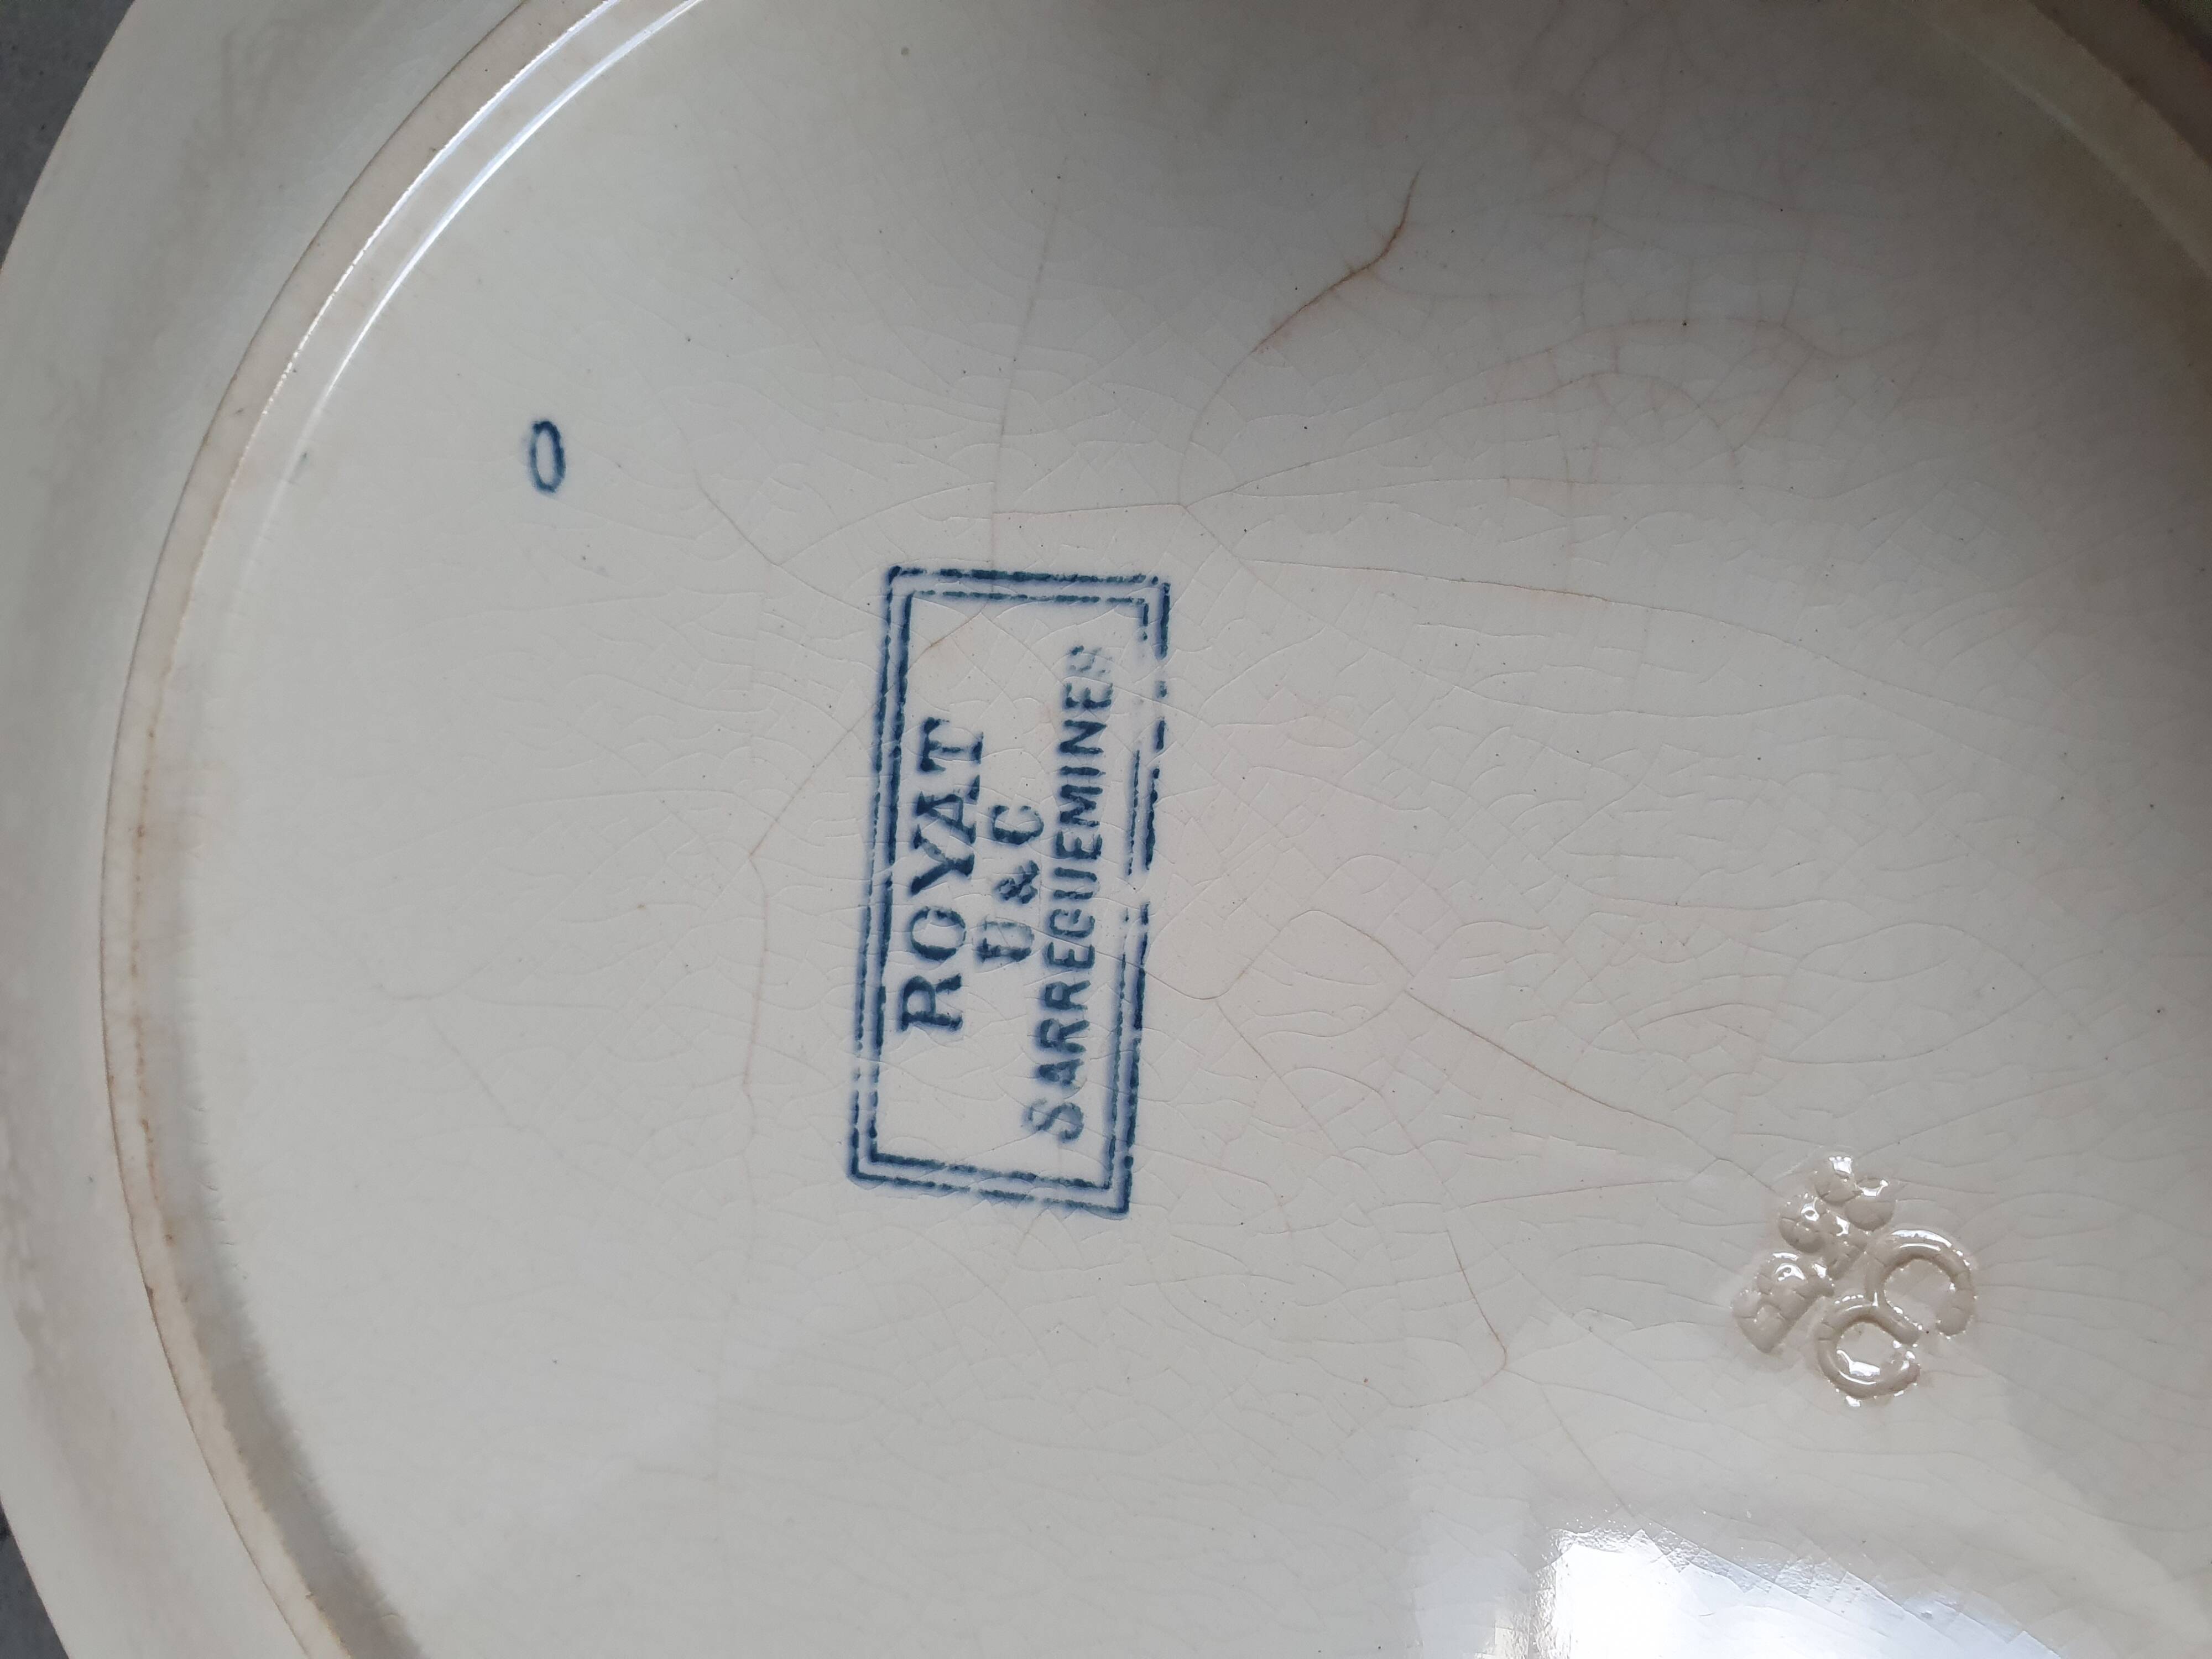 ROYAT
U & C
SARREGUEMINES
0